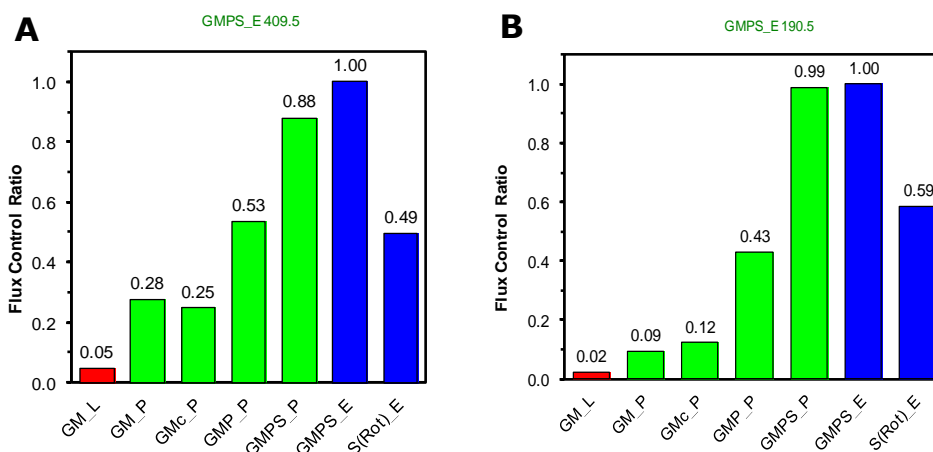 A
GMPS_E 409.5
Flux Control Ratio
1.0
0.8
0.6
0.4
0.2
0.0
0.05
0.28
0.25
0.53
0.88
1.00
0.49
GM_L
GM_P
GMc_P
GMP_P
GMPS_P
GMPS_E
S(Rot)_E
B
GMPS_E 190.5
Flux Control Ratio
1.0
0.8
0.6
0.4
0.2
0.0
0.02
0.09
0.12
0.43
0.99
1.00
0.59
GM_L
GM_P
GMc_P
GMP_P
GMPS_P
GMPS_E
S(Rot)_E